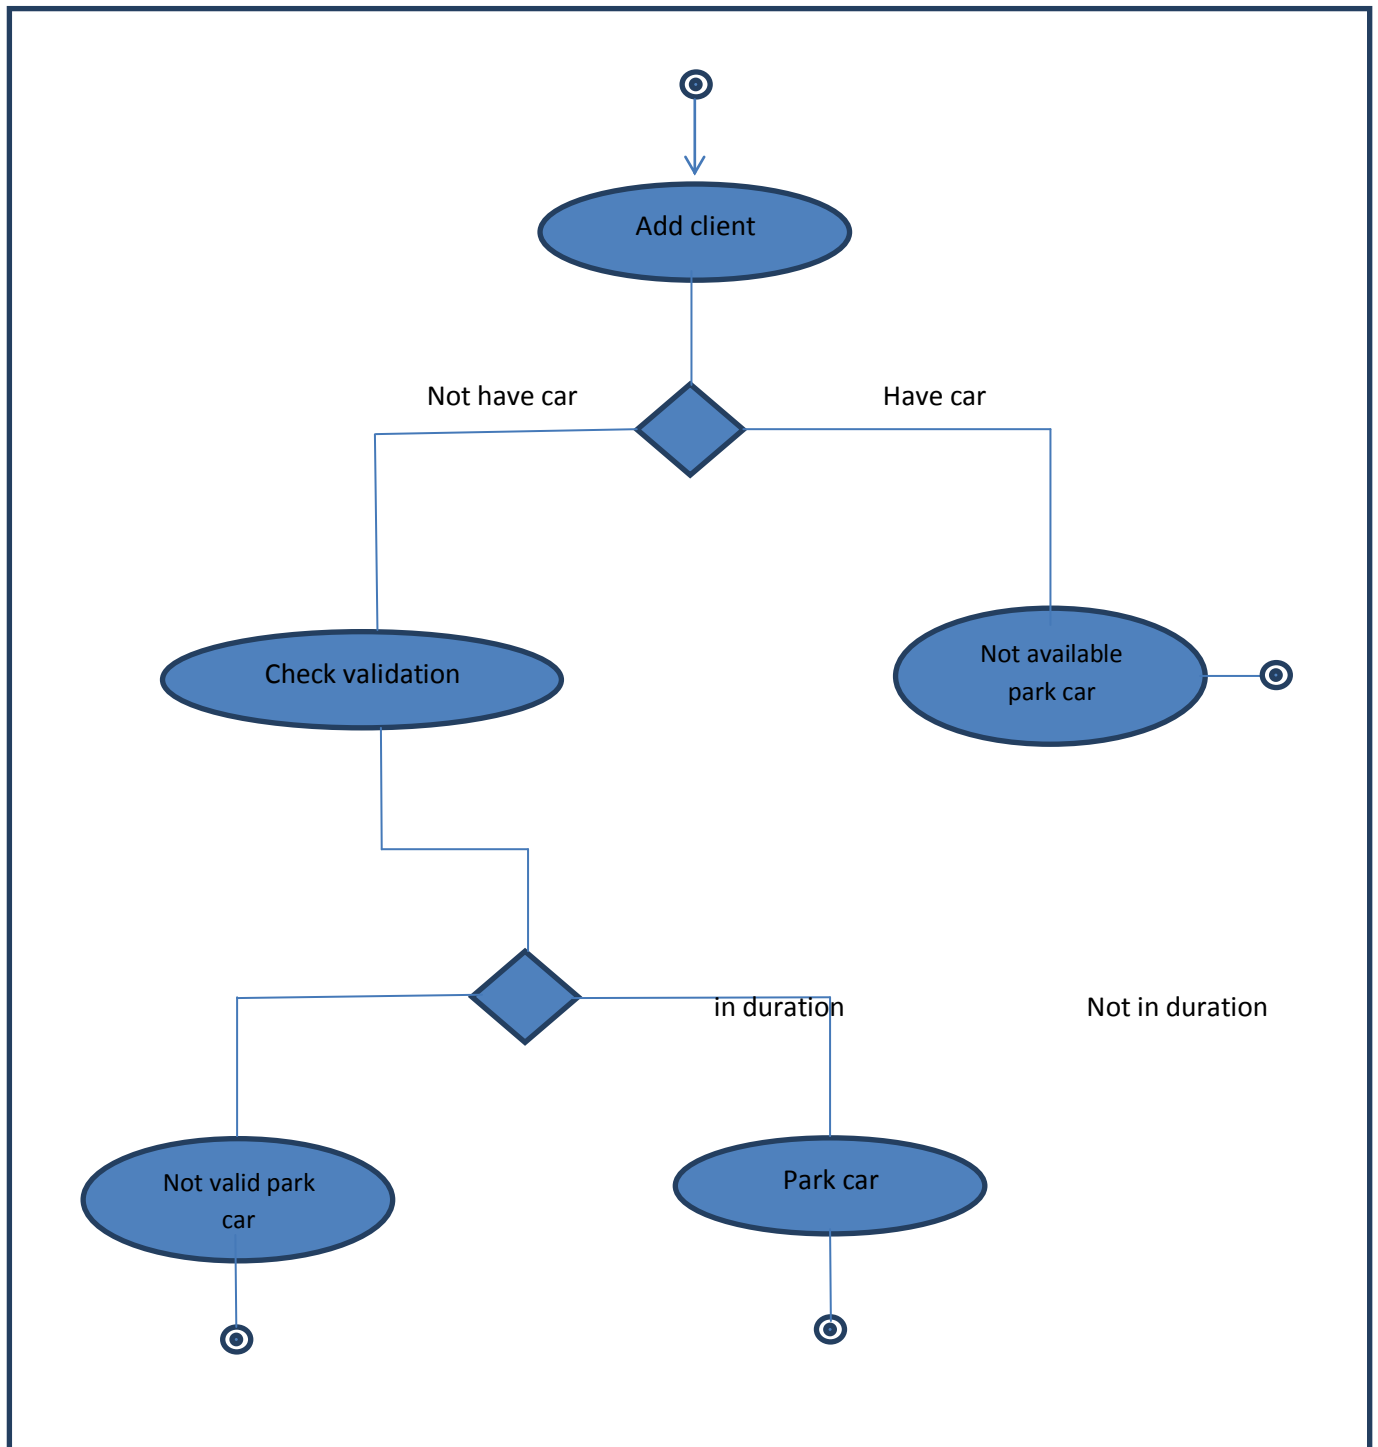 Add client
Not have car
Have car
Check validation
Not available
park car
in duration
Not in duration
Not valid park
car
Park car